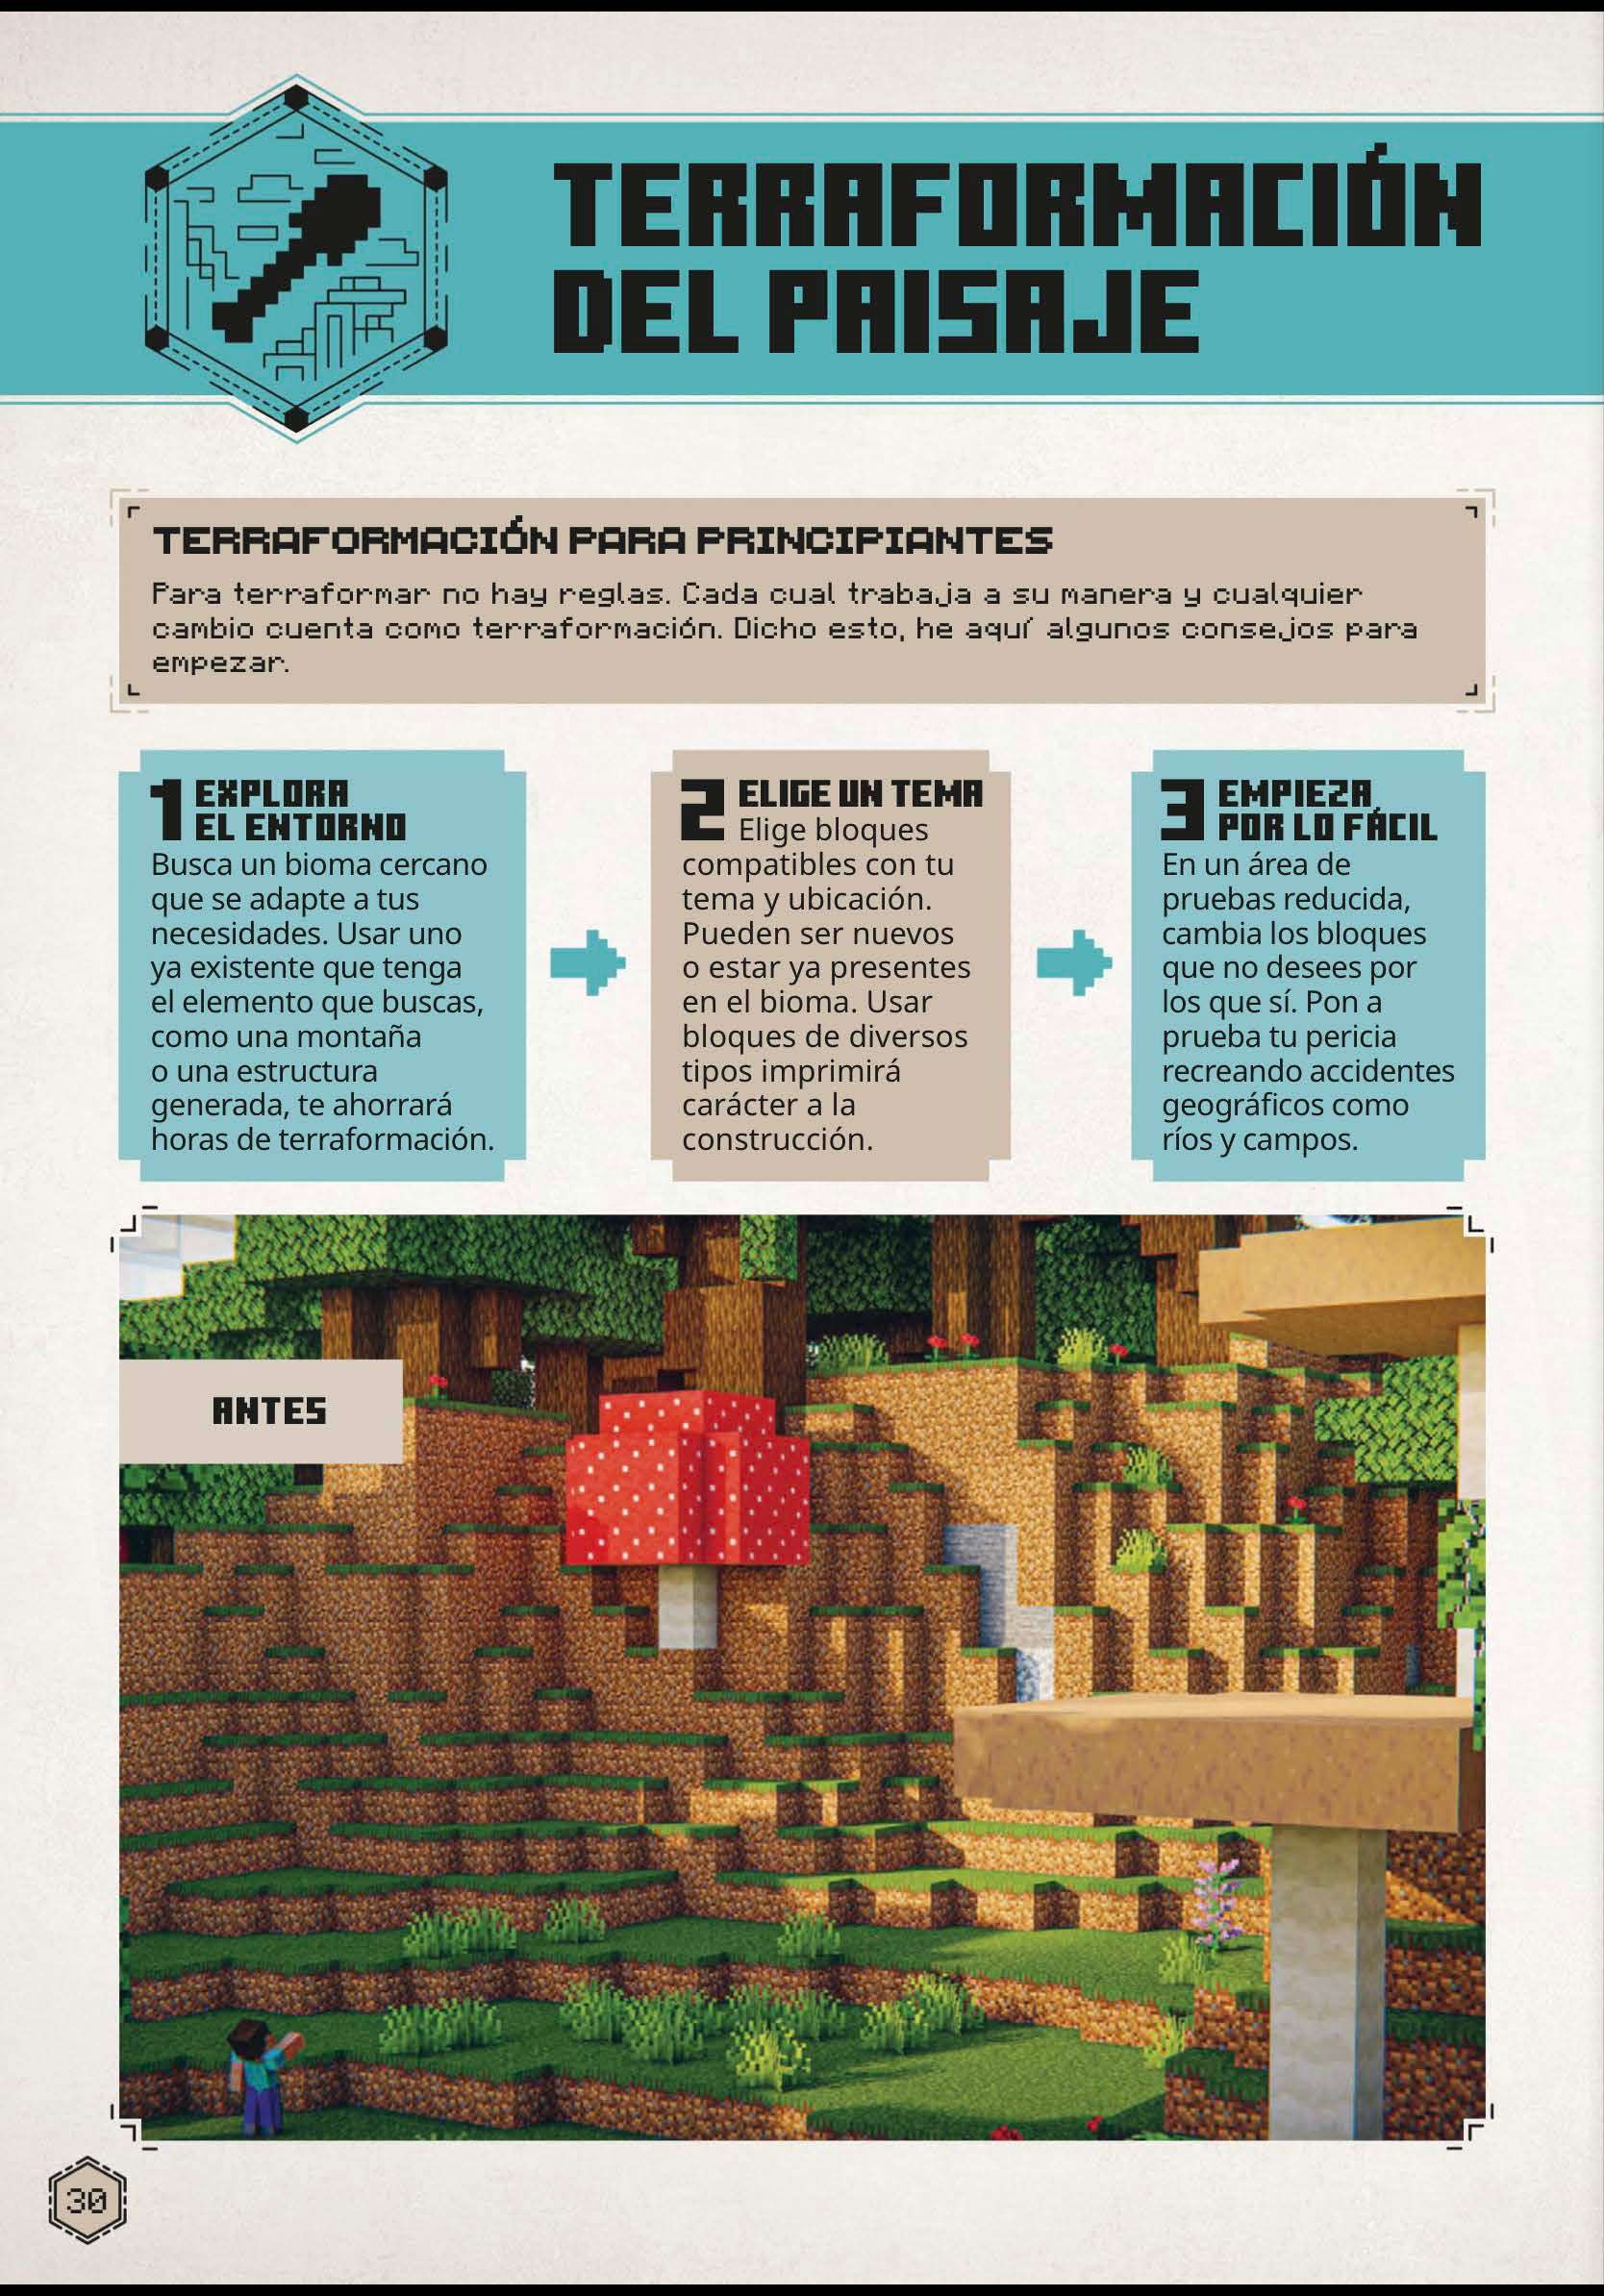 TERRAFORMACIÓN
DEL PAISAJE
TERRAFORMACIÓN PARA PRINCIPIANTES
Para terraformar no hay reglas. Cada cual trabaja a su manera y cualquier
cambio cuenta como terraformación. Dicho esto, he aquí algunos consejos para
empezar.
1 EXPLORA
EL ENTORNO
Busca un bioma cercano
que se adapte a tus
necesidades. Usar uno
ya existente que tenga
el elemento que buscas,
como una montaña
o una estructura
generada, te ahorrará
horas de terraformación.
2 ELIGE UN TEMA
Elige bloques
compatibles con tu
tema y ubicación.
Pueden ser nuevos
o estar ya presentes
en el bioma. Usar
bloques de diversos
tipos imprimirá
carácter a la
construcción.
3 EMPIEZA
POR LO FÁCIL
En un área de
pruebas reducida,
cambia los bloques
que no desees por
los que sí. Pon a
prueba tu pericia
recreando accidentes
geográficos como
ríos y campos.
ANTES
30